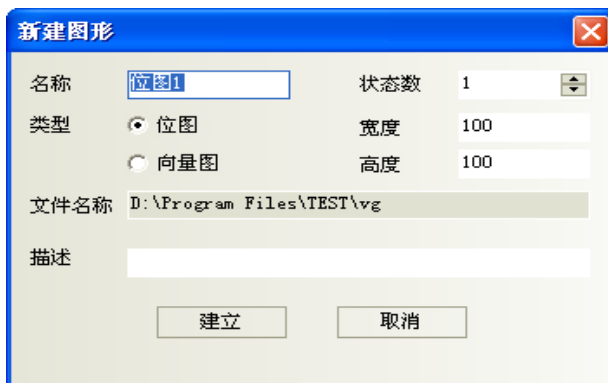 新建图形
名称 位图1 状态数 1
类型 位图 宽度 100
向量图 高度 100
文件名称 D:\Program Files\TEST\vg
描述
建立 取消